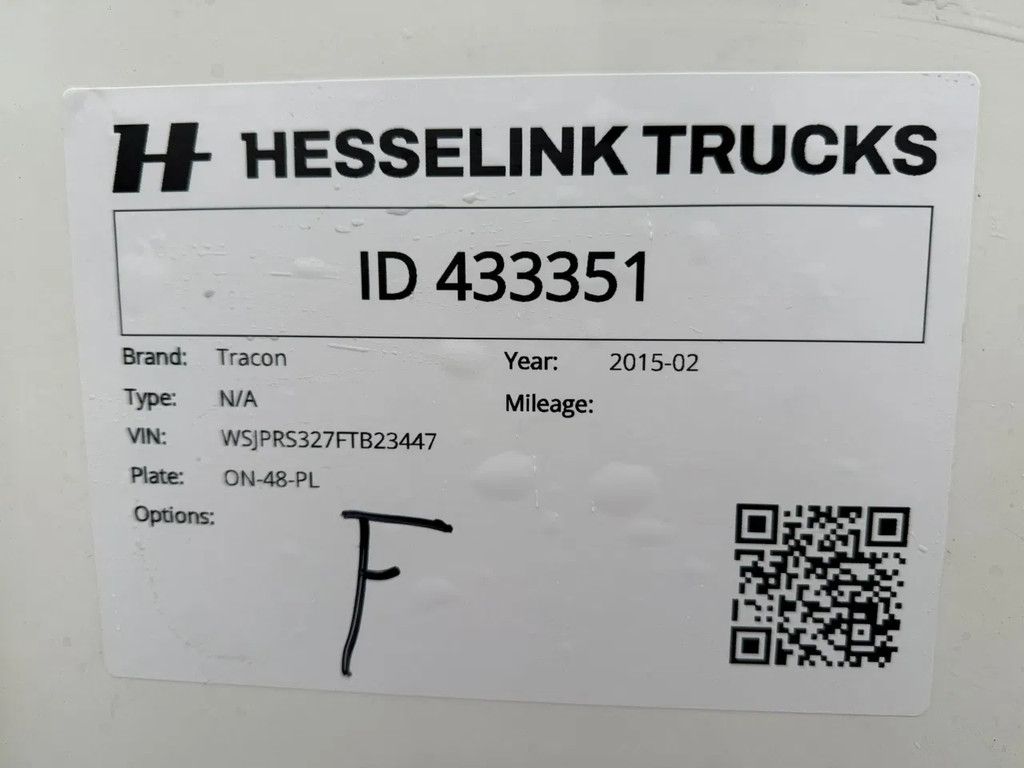 HESSELINK TRUCKS
ID 433351
Brand: Tracon Year: 2015-02
Type: N/A Mileage:
VIN: WSJPRS327FTB23447
Plate: ON-48-PL
Options:
F